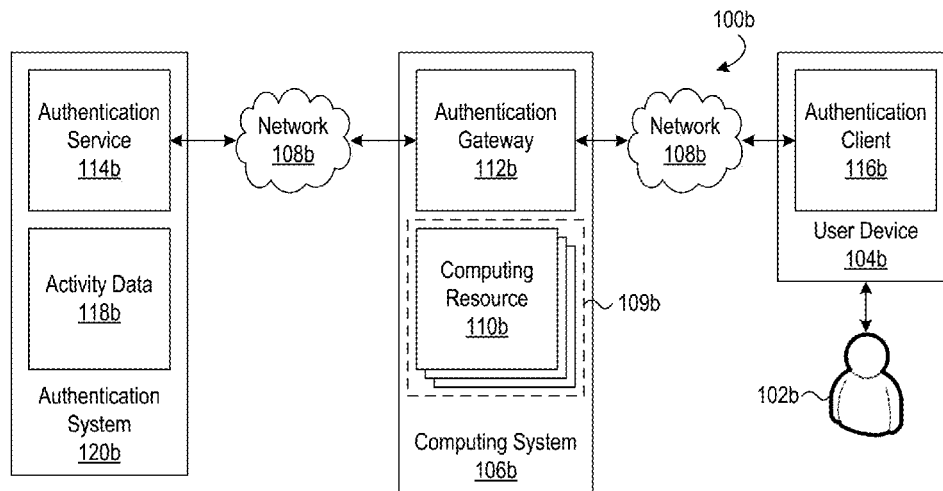 100b
Authentication
Service
114b
Network
108b
Authentication
Gateway
112b
Network
108b
Authentication
Client
116b
User Device
104b
Activity Data
118b
Computing
Resource
110b
109b
102b
Authentication
System
120b
Computing System
106b